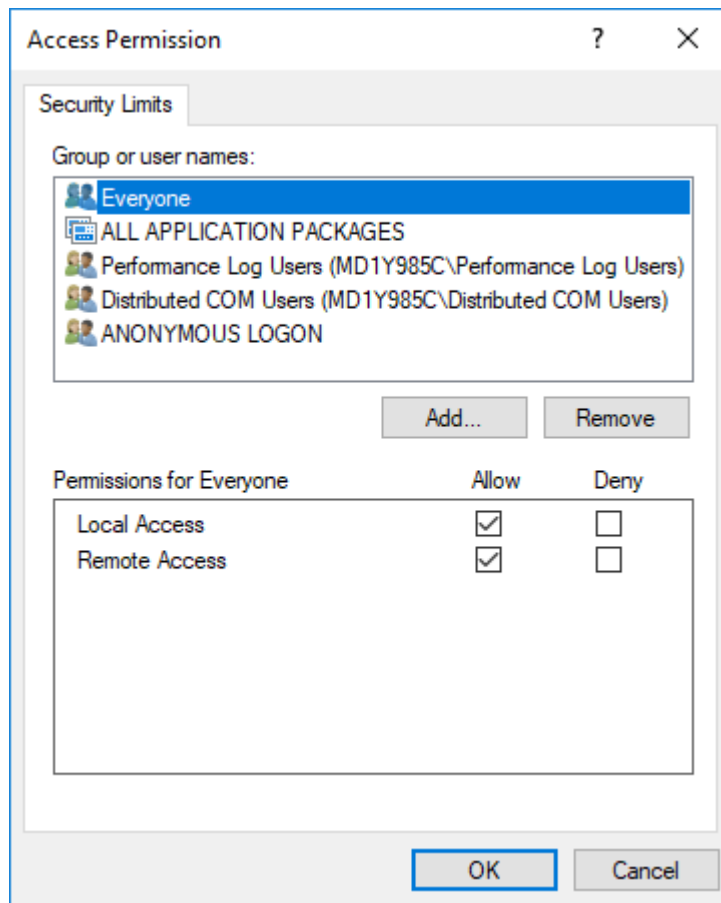 Access Permission ?
Security Limits
Group or user names:
Everyone
ALL APPLICATION PACKAGES
Performance Log Users (MD1Y985C\Performance Log Users)
Distributed COM Users (MD1Y985C\Distributed COM Users)
ANONYMOUS LOGON
Add... Remove
Permissions for Everyone Allow Deny
Local Access
Remote Access
OK Cancel